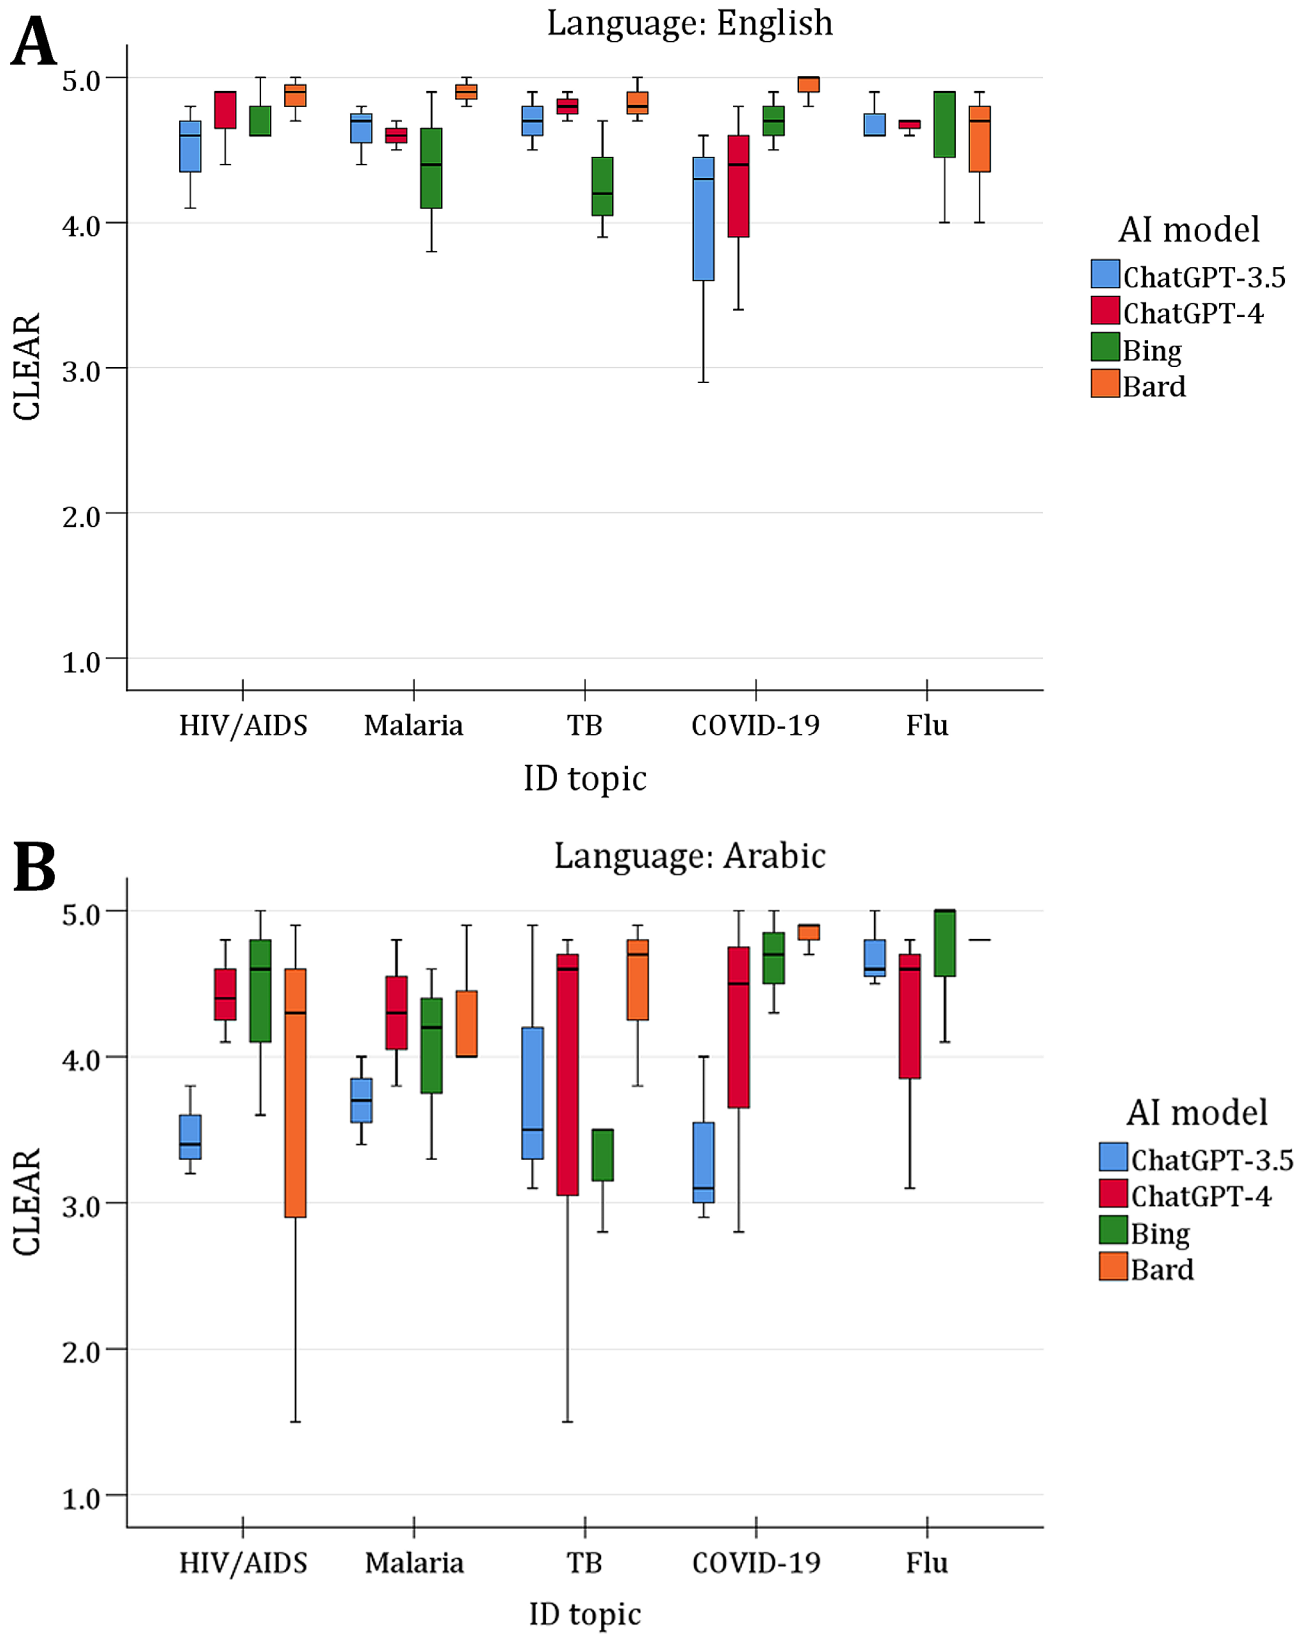 A
Language: English
5.0
4.0
3.0
2.0
1.0
CLEAR
HIV/AIDS Malaria TB COVID-19 Flu
ID topic
AI model
ChatGPT-3.5
ChatGPT-4
Bing
Bard
B
Language: Arabic
5.0
4.0
3.0
2.0
1.0
CLEAR
HIV/AIDS Malaria TB COVID-19 Flu
ID topic
AI model
ChatGPT-3.5
ChatGPT-4
Bing
Bard